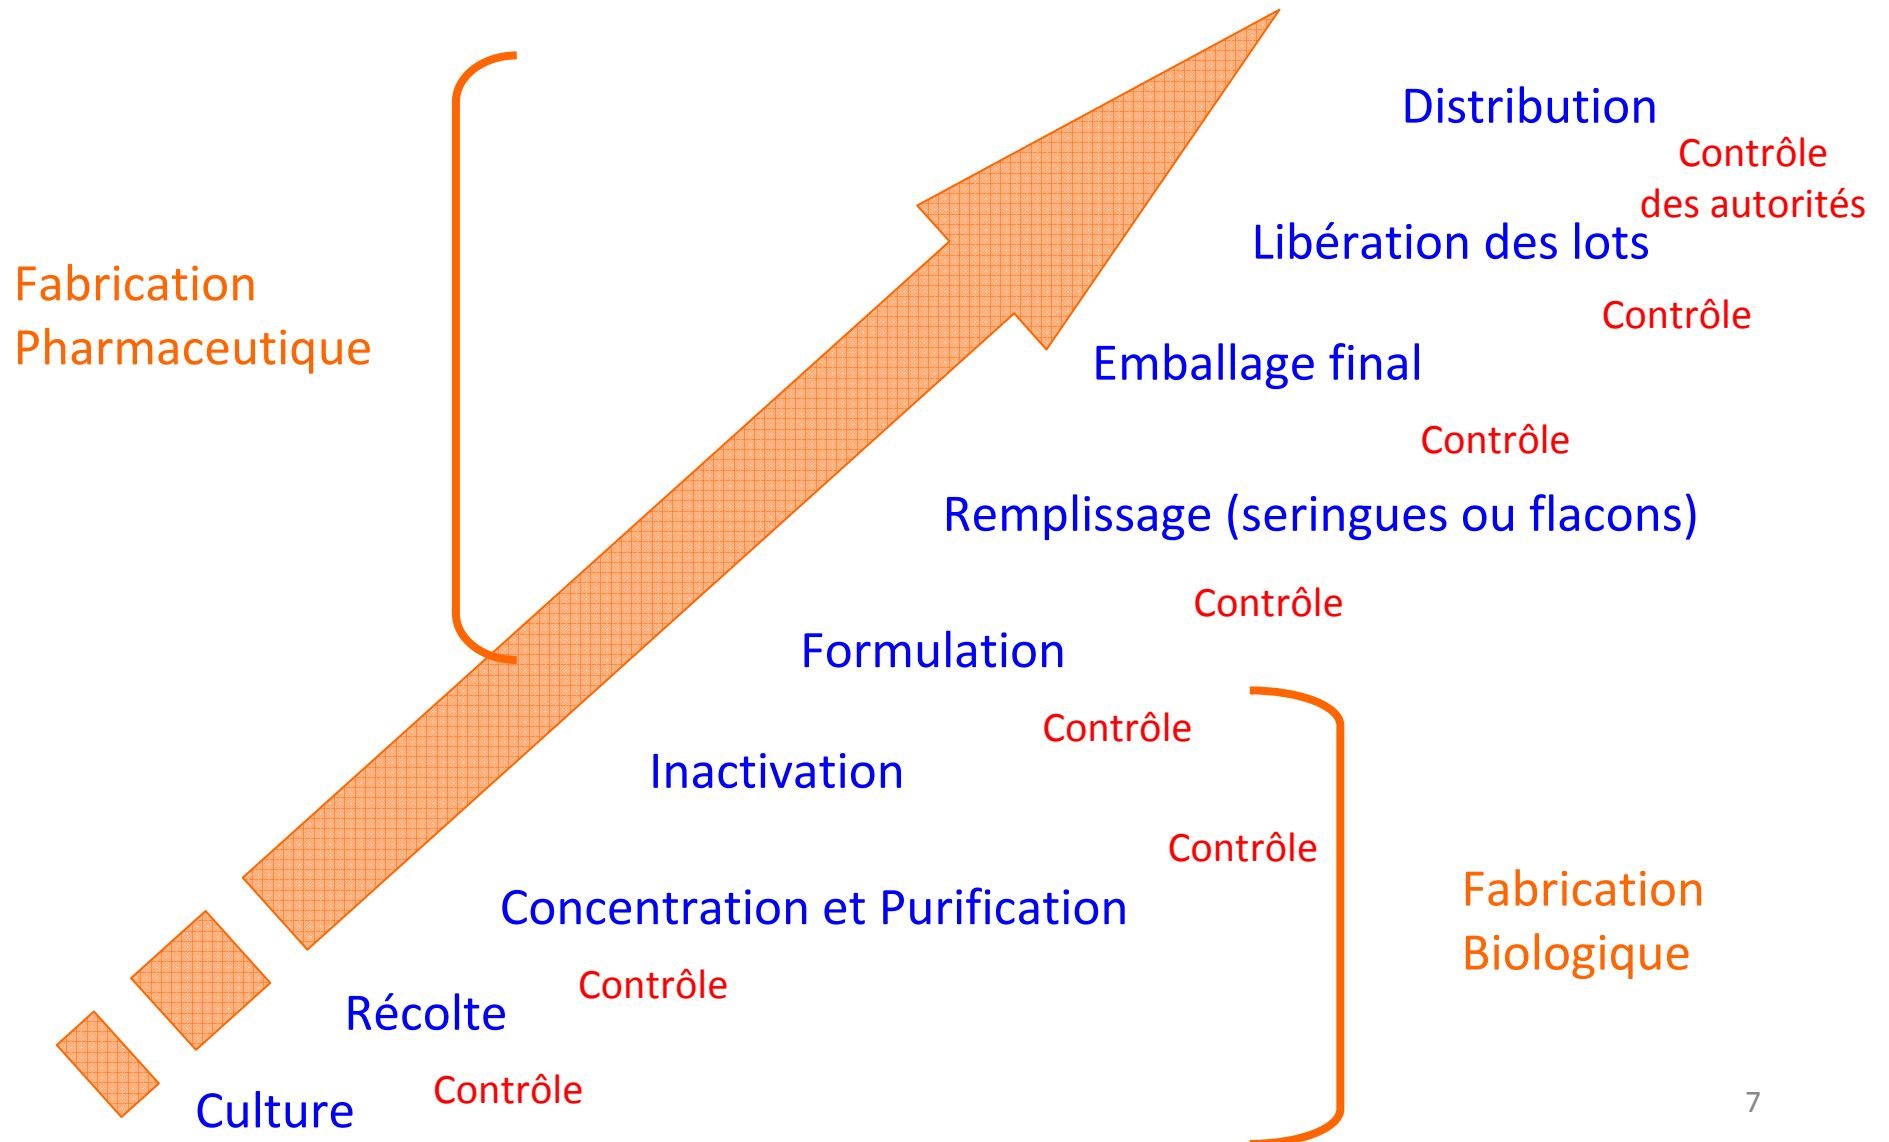 Distribution
Contrôle
des autorités
Libération des lots
Fabrication
Pharmaceutique
Contrôle
Emballage final
Contrôle
Remplissage (seringues ou flacons)
Contrôle
Formulation
Contrôle
Inactivation
Contrôle
Fabrication
Biologique
Concentration et Purification
Contrôle
Récolte
Contrôle
Culture
7